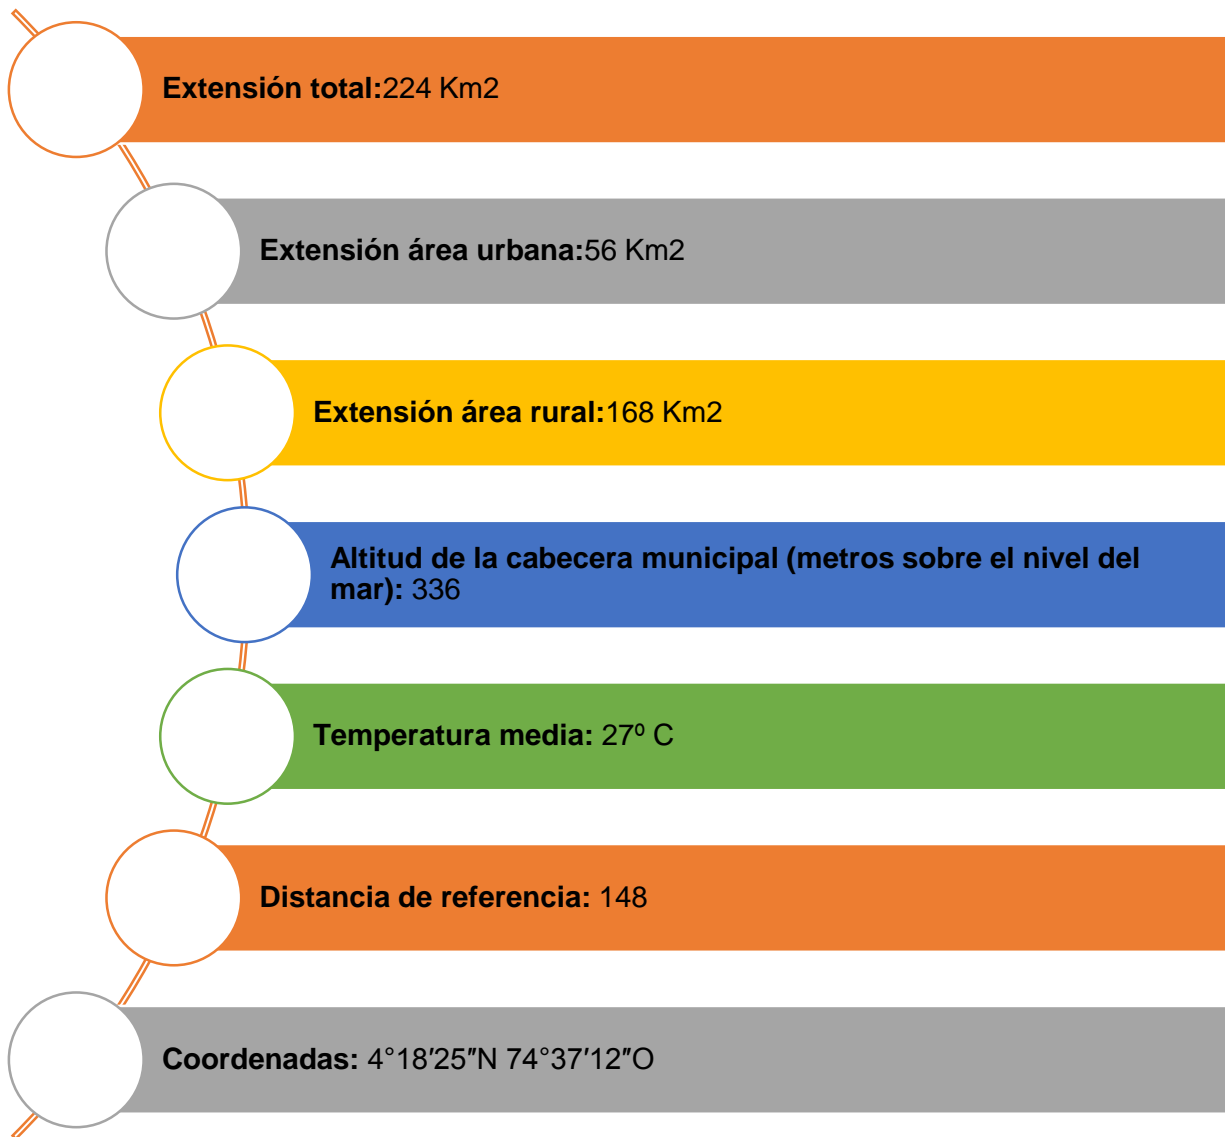 Extensión total:224 Km2
Extensión área urbana:56 Km2
Extensión área rural:168 Km2
Altitud de la cabecera municipal (metros sobre el nivel del
mar): 336
Temperatura media: 27º C
Distancia de referencia: 148
Coordenadas: 4°18′25″N 74°37′12″O